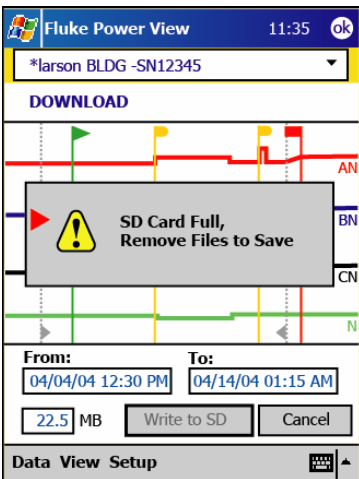 Fluke Power View 11:35 ok
*larson BLDG -SN12345
DOWNLOAD
AN
SD Card Full,
Remove Files to Save
BN
CN
N
From: To:
04/04/04 12:30 PM 04/14/04 01:15 AM
22.5 MB Write to SD Cancel
Data View Setup